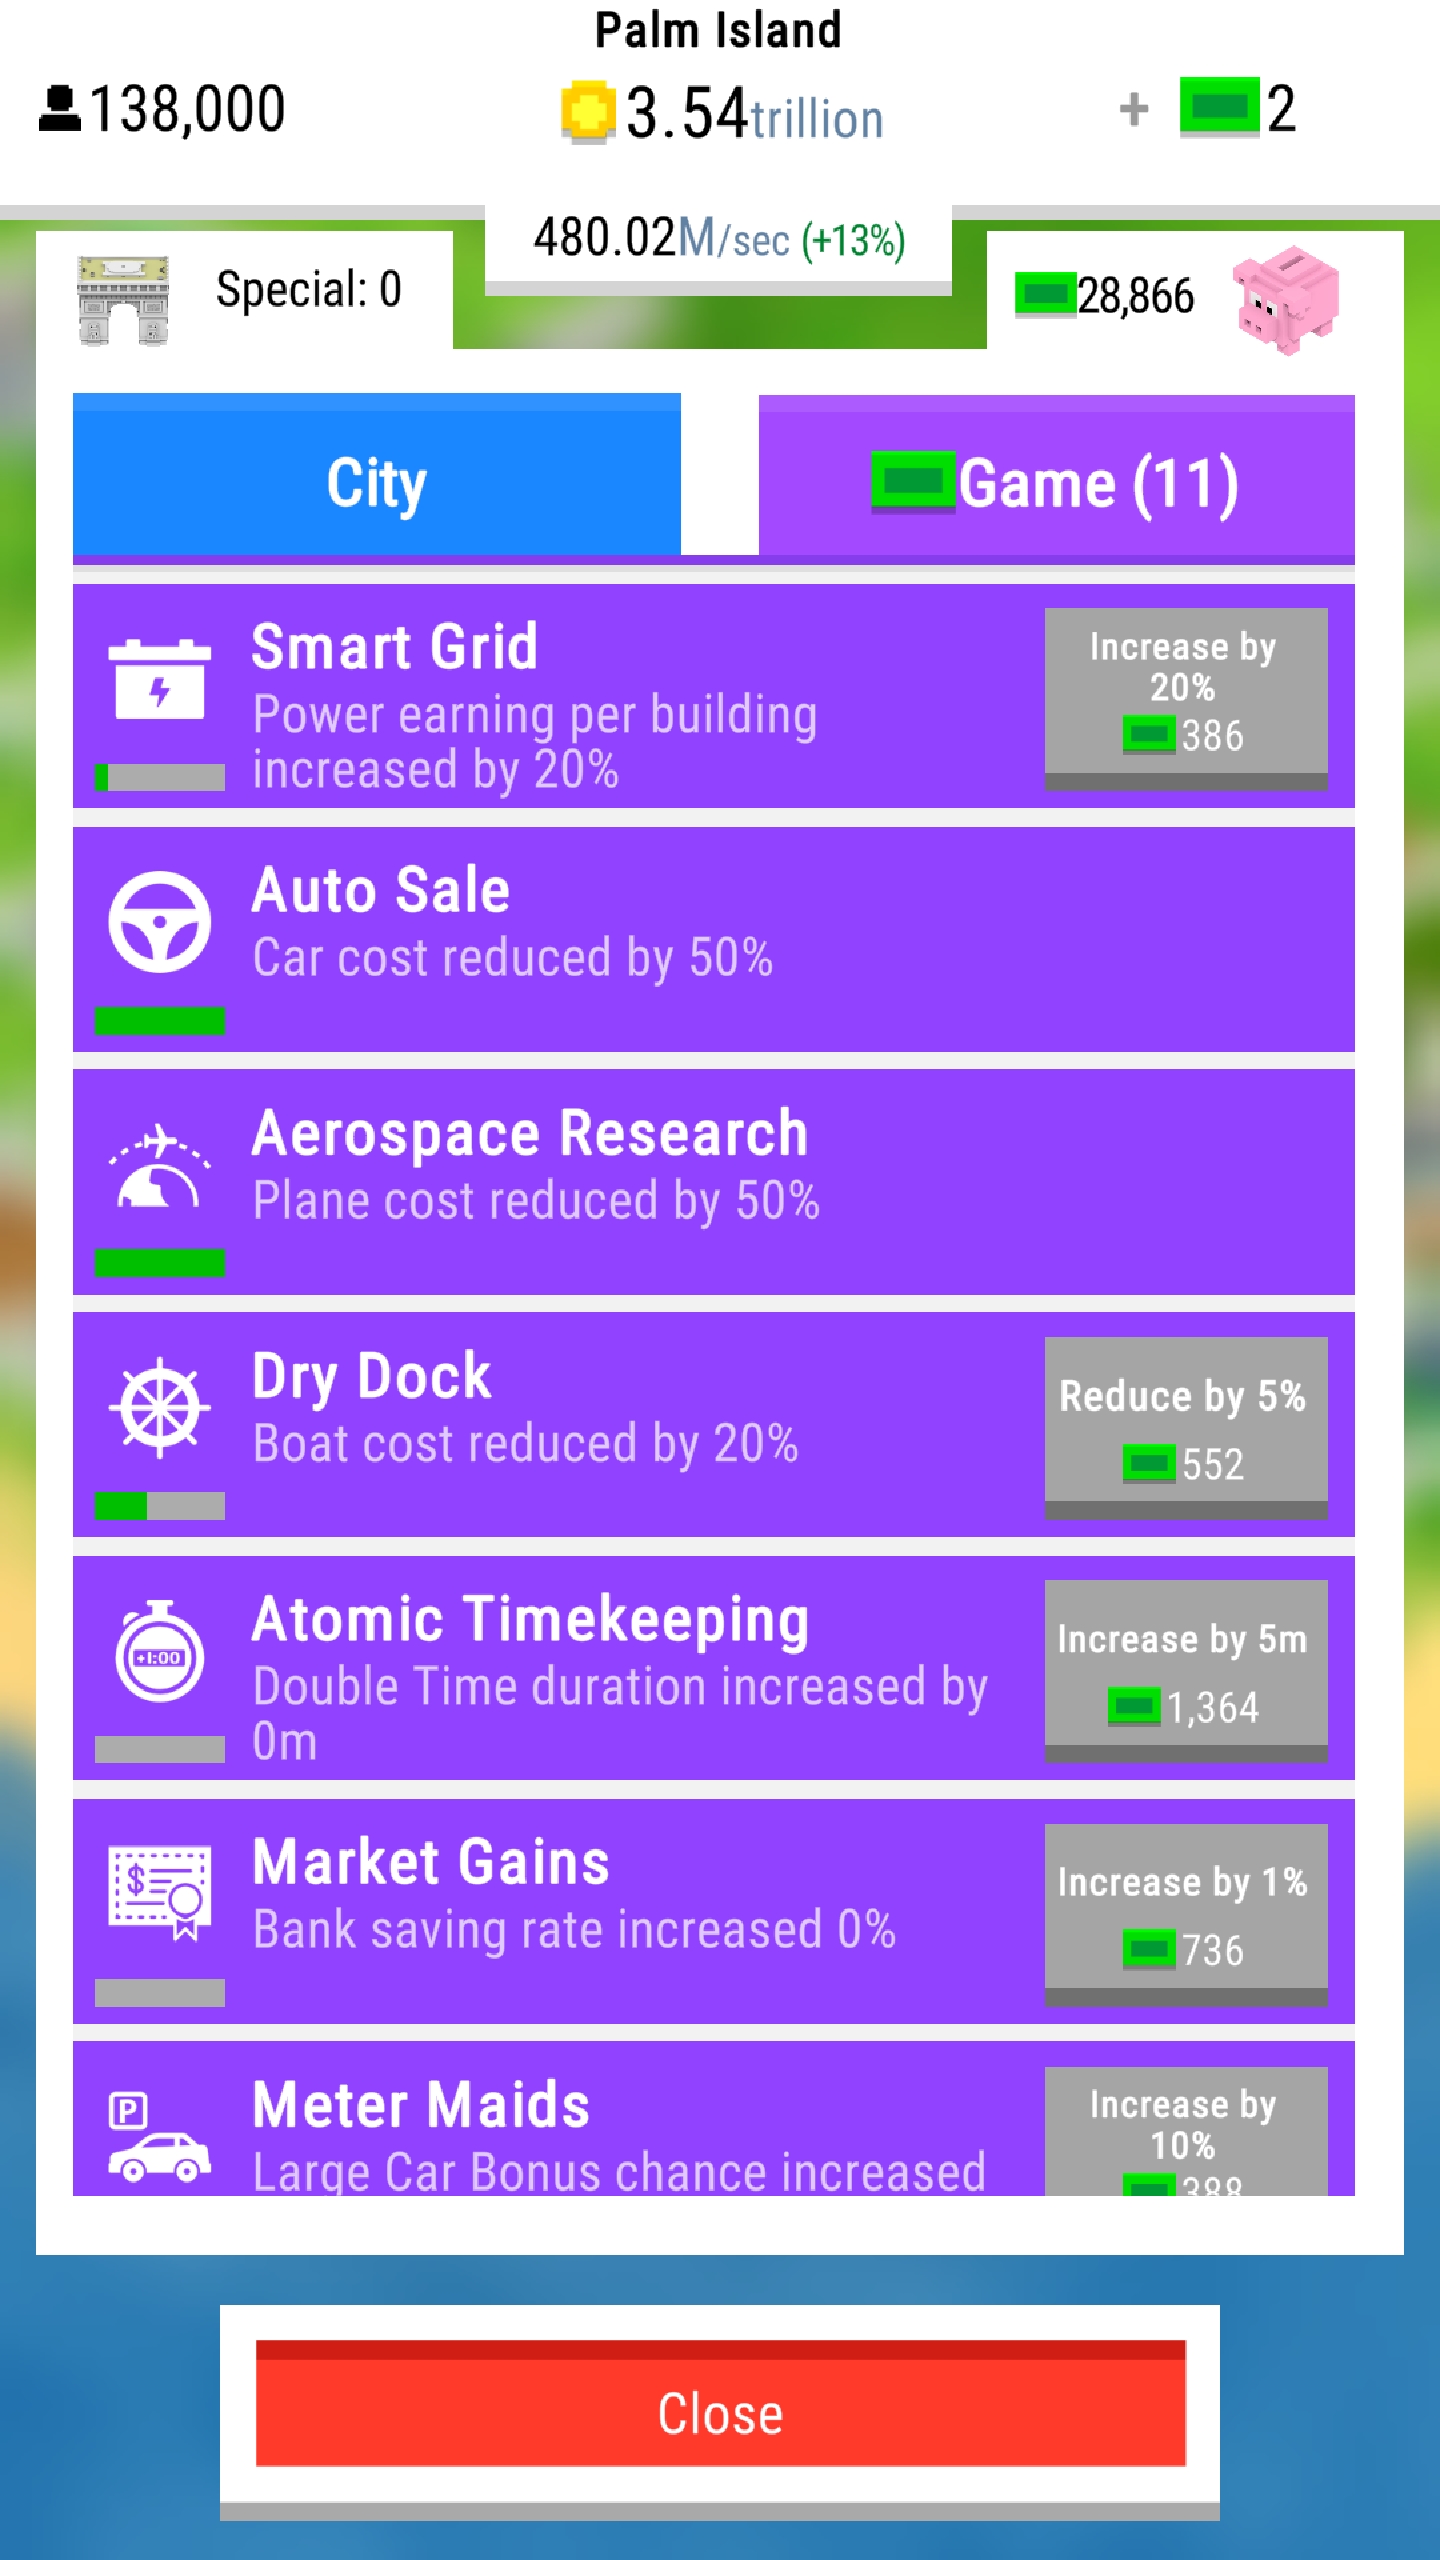 Palm Island
138,000
3.54trillion
+ 2
480.02M/sec (+13%)
Special: 0
28,866
City
Game (11)
Smart Grid
Power earning per building
increased by 20%
Increase by
20%
386
Auto Sale
Car cost reduced by 50%
Aerospace Research
Plane cost reduced by 50%
Dry Dock
Boat cost reduced by 20%
Reduce by 5%
552
+1:00
Atomic Timekeeping
Double Time duration increased by
0m
Increase by 5m
1,364
$
Market Gains
Bank saving rate increased 0%
Increase by 1%
736
P
Meter Maids
Large Car Bonus chance increased
Increase by
10%
388
Close